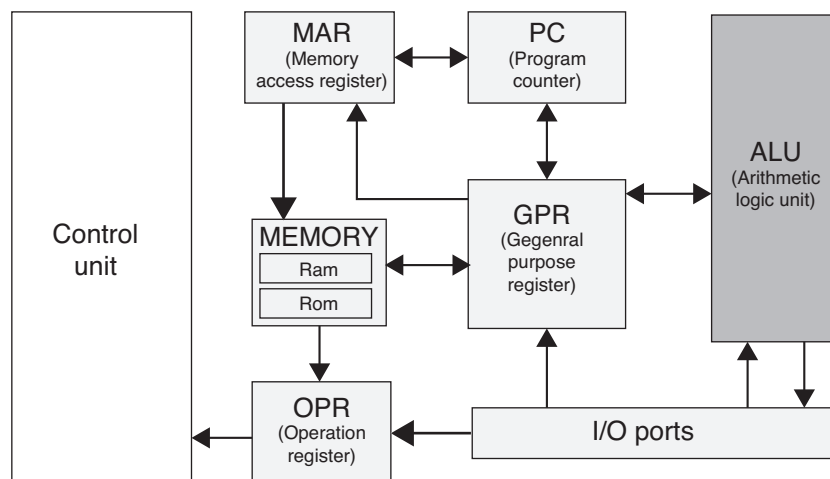 Control
unit
MAR
(Memory
access register)
PC
(Program
counter)
ALU
(Arithmetic
logic unit)
GPR
(Gegenral
purpose
register)
MEMORY
Ram
Rom
OPR
(Operation
register)
I/O ports